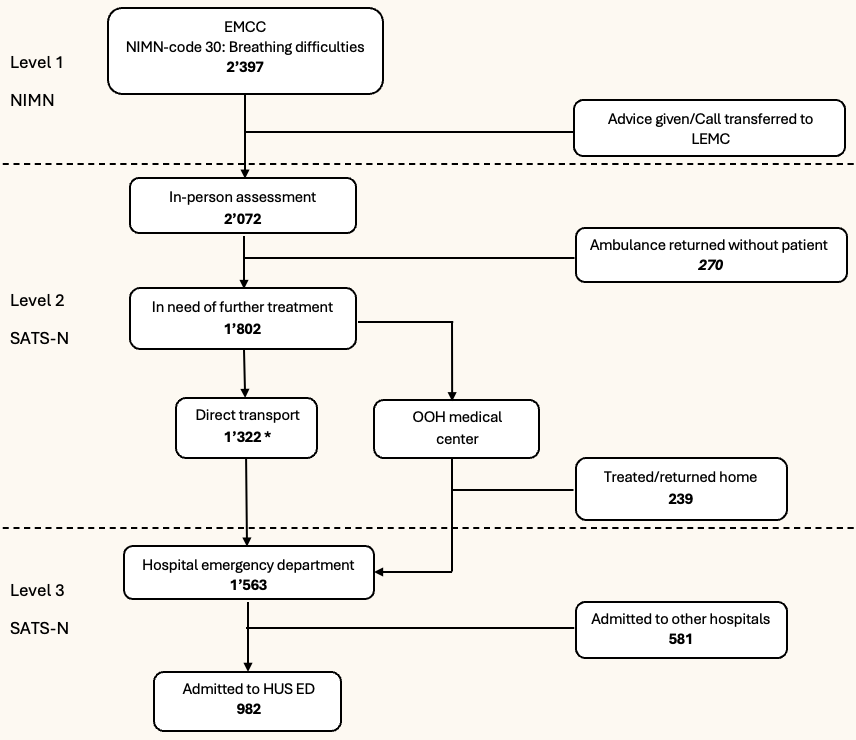 EMCC
NIMN-code 30: Breathing difficulties
2’397
Level 1
NIMN
Advice given/Call transferred to
LEMC
In-person assessment
2’072
Ambulance returned without patient
270
Level 2
SATS-N
In need of further treatment
1’802
Direct transport
1’322 *
OOH medical
center
Treated/returned home
239
Hospital emergency department
1’563
Level 3
SATS-N
Admitted to other hospitals
581
Admitted to HUS ED
982